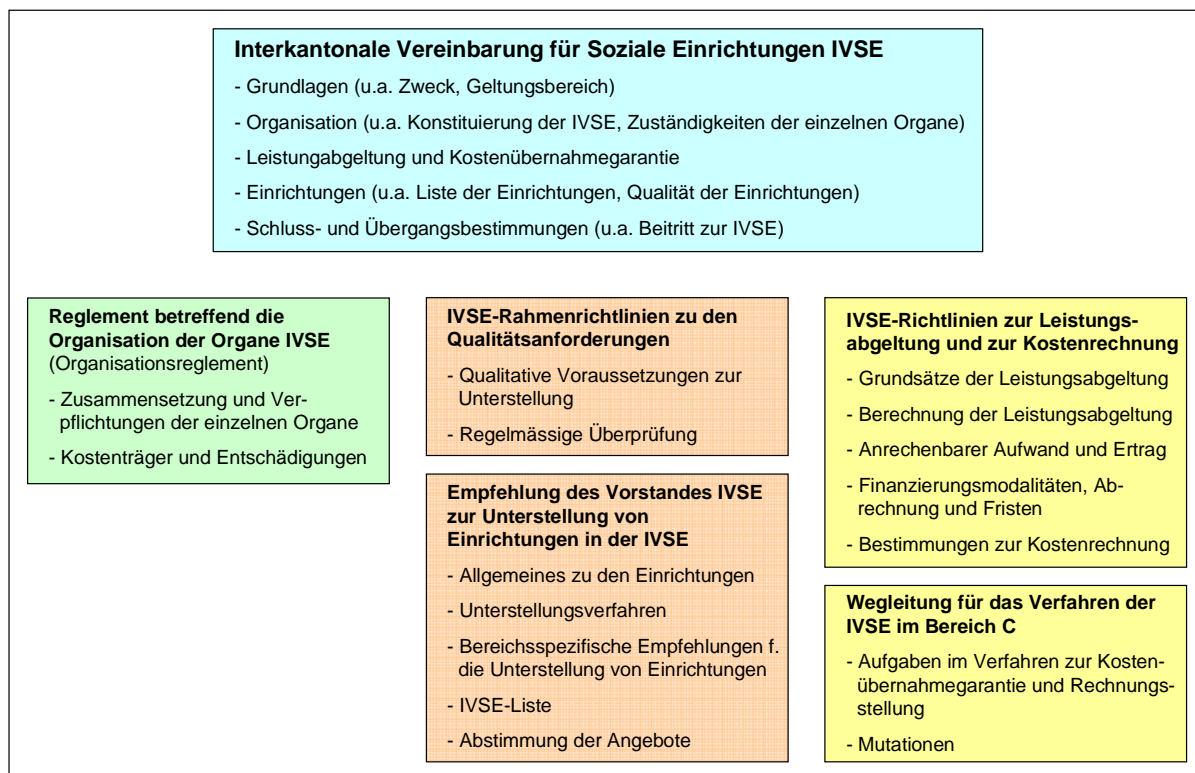 Interkantonale Vereinbarung für Soziale Einrichtungen IVSE
- Grundlagen (u.a. Zweck, Geltungsbereich)
- Organisation (u.a. Konstituierung der IVSE, Zuständigkeiten der einzelnen Organe)
- Leistungabgeltung und Kostenübernahmegarantie
- Einrichtungen (u.a. Liste der Einrichtungen, Qualität der Einrichtungen)
- Schluss- und Übergangsbestimmungen (u.a. Beitritt zur IVSE)
Reglement betreffend die
Organisation der Organe IVSE
(Organisationsreglement)
- Zusammensetzung und Ver-
pflichtungen der einzelnen Organe
- Kostenträger und Entschädigungen
IVSE-Rahmenrichtlinien zu den
Qualitätsanforderungen
- Qualitative Voraussetzungen zur
Unterstellung
- Regelmässige Überprüfung
Empfehlung des Vorstandes IVSE
zur Unterstellung von
Einrichtungen in der IVSE
- Allgemeines zu den Einrichtungen
- Unterstellungsverfahren
- Bereichsspezifische Empfehlungen f.
die Unterstellung von Einrichtungen
- IVSE-Liste
- Abstimmung der Angebote
IVSE-Richtlinien zur Leistungs-
abgeltung und zur Kostenrechnung
- Grundsätze der Leistungsabgeltung
- Berechnung der Leistungsabgeltung
- Anrechenbarer Aufwand und Ertrag
- Finanzierungsmodalitäten, Ab-
rechnung und Fristen
- Bestimmungen zur Kostenrechnung
Wegleitung für das Verfahren der
IVSE im Bereich C
- Aufgaben im Verfahren zur Kosten-
übernahmegarantie und Rechnungs-
stellung
- Mutationen